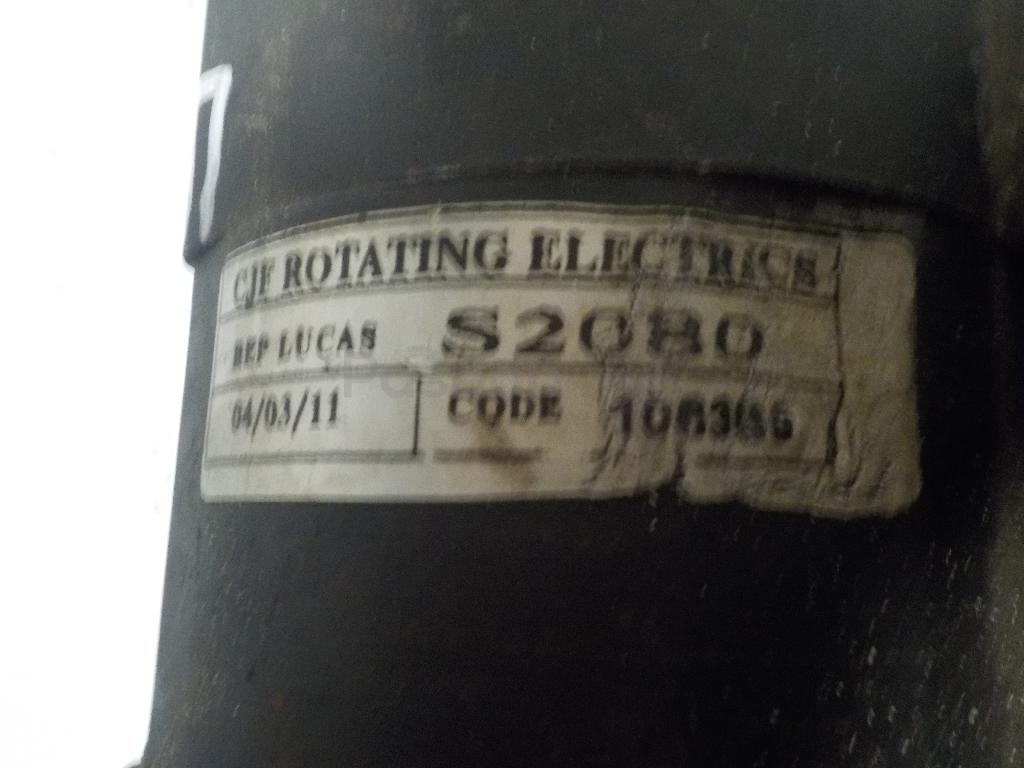 CJF ROTATING ELECTRICS
REP LUCAS S2080
04/03/11 CODE